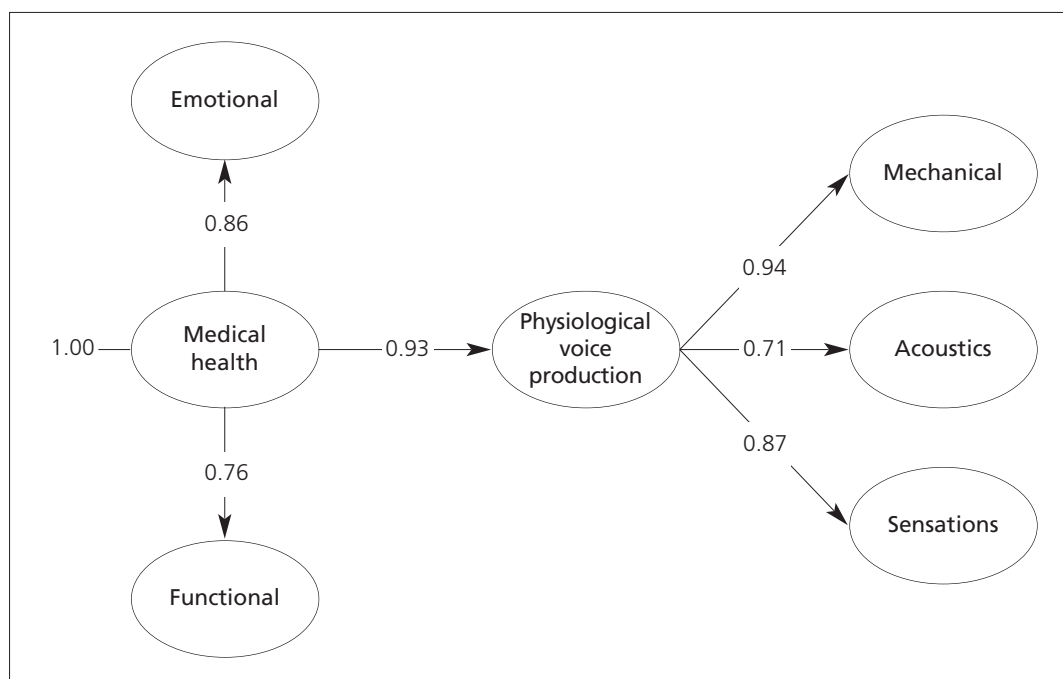 Emotional
Mechanical
0.86
0.94
1.00
Medical
health
0.93
Physiological
voice
production
0.71
Acoustics
0.76
0.87
Sensations
Functional